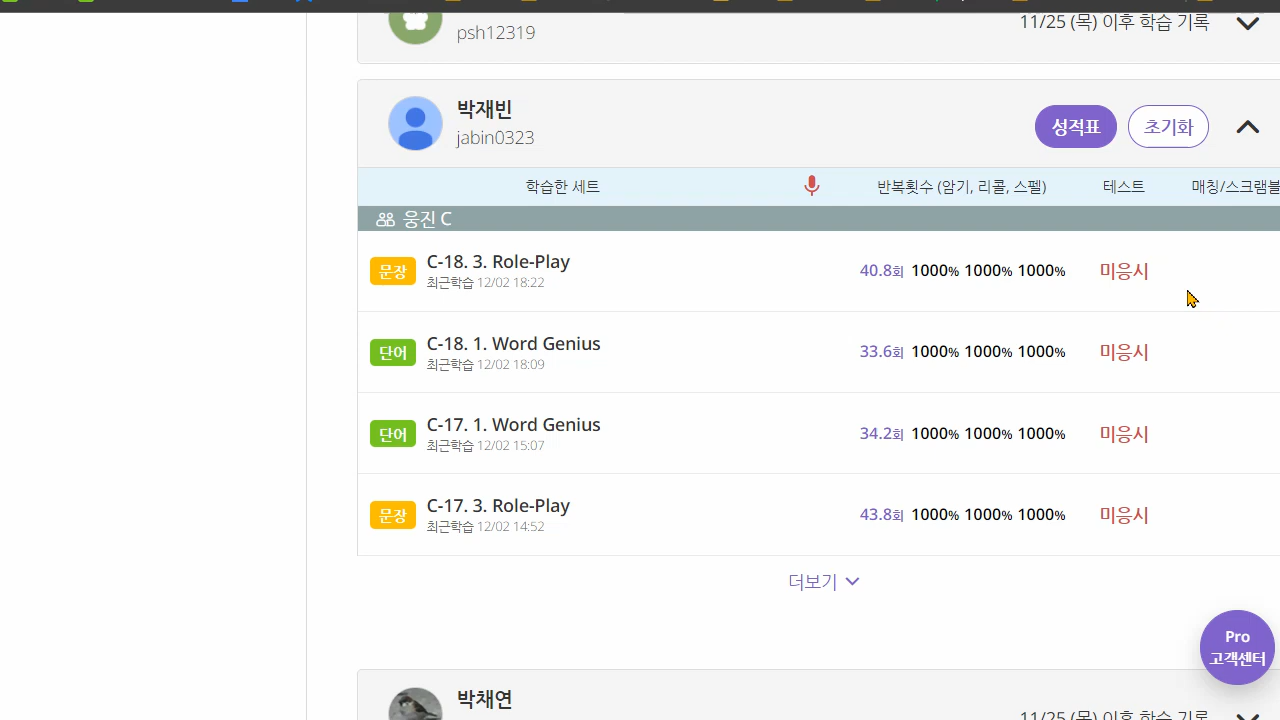 psh12319
11/25 (목) 이후 학습 기록
박재빈
jabin0323
성적표
초기화
학습한 세트
반복횟수 (암기, 리콜, 스펠)
테스트
매칭/스크램블
웅진 C
문장
C-18. 3. Role-Play
최근학습 12/02 18:22
40.8회 1000% 1000% 1000%
미응시
단어
C-18. 1. Word Genius
최근학습 12/02 18:09
33.6회 1000% 1000% 1000%
미응시
단어
C-17. 1. Word Genius
최근학습 12/02 15:07
34.2회 1000% 1000% 1000%
미응시
문장
C-17. 3. Role-Play
최근학습 12/02 14:52
43.8회 1000% 1000% 1000%
미응시
더보기
Pro
고객센터
박채연
11/25 (목) 이후 학습 기록